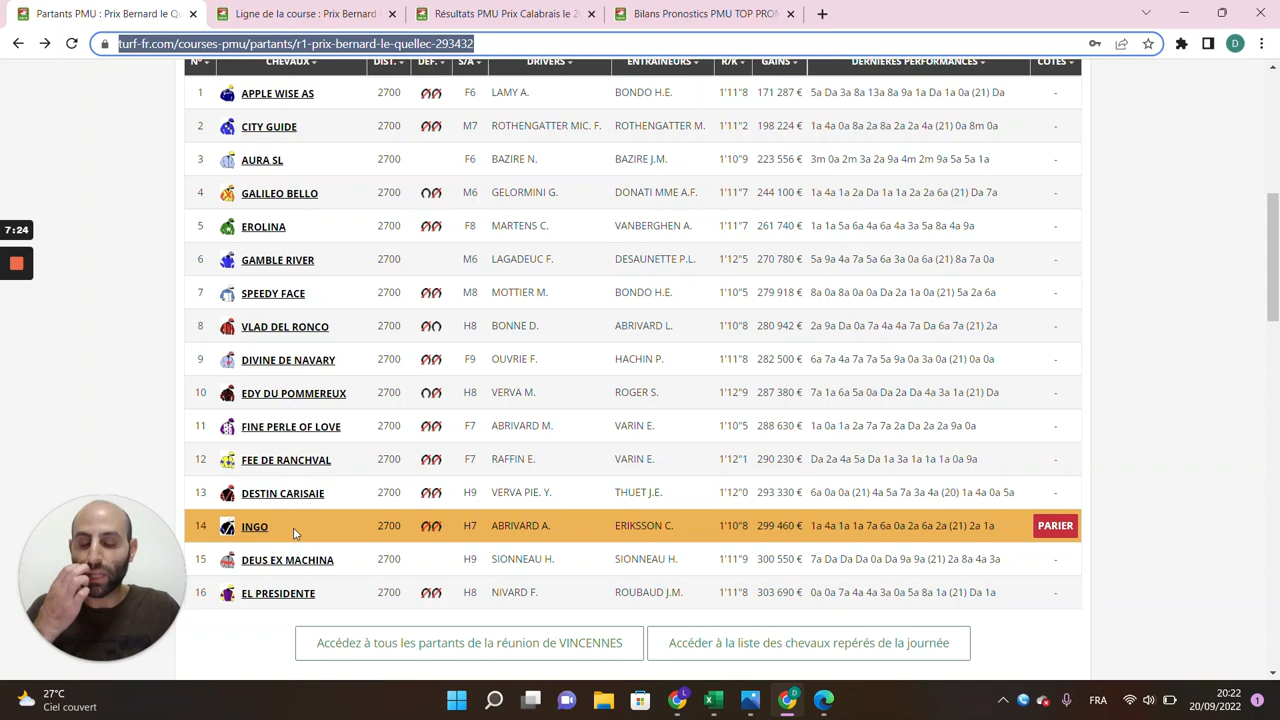 Partants PMU : Prix Bernard le Qu
Ligne de la course : Prix Bernard l
Résultats PMU Prix Calabrais le 20
Bilans Pronostics PMU TOP PRON
turf-fr.com/courses-pmu/partants/r1-prix-bernard-le-quellec-293432
D
N° CHEVAUX DIST. DEF. S/A DRIVERS ENTRAÎNEURS R/K GAINS DERNIÈRES PERFORMANCES COTES
1 APPLE WISE AS 2700 F6 LAMY A. BONDO H.E. 1'11"8 171 287 € 5a Da 3a 8a 13a 8a 9a 1a Da 1a 0a (21) Da -
2 CITY GUIDE 2700 M7 ROTHENGATTER MIC. F. ROTHENGATTER M. 1'11"2 198 224 € 1a 4a 0a 8a 2a 8a 2a 2a 4a (21) 0a 8m 0a -
3 AURA SL 2700 F6 BAZIRE N. BAZIRE J.M. 1'10"9 223 556 € 3m 0a 2m 3a 2a 9a 4m 2m 9a 5a 5a 1a -
4 GALILEO BELLO 2700 M6 GELORMINI G. DONATI MME A.F. 1'11"7 244 100 € 1a 4a 1a 2a Da 1a 1a 2a 2a 6a (21) Da 7a -
5 EROLINA 2700 F8 MARTENS C. VANBERGHEN A. 1'11"7 261 740 € 1a 1a 5a 6a 4a 6a 4a 3a 5a 8a 4a 9a -
6 GAMBLE RIVER 2700 M6 LAGADEUC F. DESAUNETTE P.L. 1'12"5 270 780 € 5a 9a 4a 7a 5a 6a 3a 0a 8a (21) 8a 7a 0a -
7 SPEEDY FACE 2700 M8 MOTTIER M. BONDO H.E. 1'10"5 279 918 € 8a 0a 8a 0a 0a Da 2a 1a 0a (21) 5a 2a 6a -
8 VLAD DEL RONCO 2700 H8 BONNE D. ABRIVARD L. 1'10"8 280 942 € 2a 9a Da 0a 7a 4a 4a 7a Da 6a 7a (21) 2a -
9 DIVINE DE NAVARY 2700 F9 OUVRIE F. HACHIN P. 1'11"8 282 500 € 6a 7a 4a 7a 7a 5a 9a 0a 3a 0a (21) 0a 0a -
10 EDY DU POMMEREUX 2700 H8 VERVA M. ROGER S. 1'12"9 287 380 € 7a 1a 6a 5a 0a Da 2a Da 4a 3a 1a (21) Da -
11 FINE PERLE OF LOVE 2700 F7 ABRIVARD M. VARIN E. 1'10"5 288 630 € 1a 0a 1a 2a 7a 7a 2a Da 2a 2a 9a 0a -
12 FEE DE RANCHVAL 2700 F7 RAFFIN E. VARIN E. 1'12"1 290 230 € Da 2a 4a 5a Da 1a 3a 1a 1a 1a 0a 9a -
13 DESTIN CARISAIE 2700 H9 VERVA PIE. Y. THUET J.E. 1'12"0 293 330 € 6a 0a 0a (21) 4a 5a 7a 3a 4a (20) 1a 4a 0a 5a -
14 INGO 2700 H7 ABRIVARD A. ERIKSSON C. 1'10"8 299 460 € 1a 4a 1a 1a 7a 6a 0a 2a 6a 2a (21) 2a 1a PARIER
15 DEUS EX MACHINA 2700 H9 SIONNEAU H. SIONNEAU H. 1'11"9 300 550 € 7a Da Da Da 0a Da 9a 9a (21) 2a 8a 4a 3a -
16 EL PRESIDENTE 2700 H8 NIVARD F. ROUBAUD J.M. 1'11"8 303 690 € 0a 0a 7a 4a 4a 3a 0a 5a 8a 1a (21) Da 1a -
7:24
Accédez à tous les partants de la réunion de VINCENNES
Accéder à la liste des chevaux repérés de la journée
27°C
Ciel couvert
L
D
FRA
20:22
20/09/2022
1